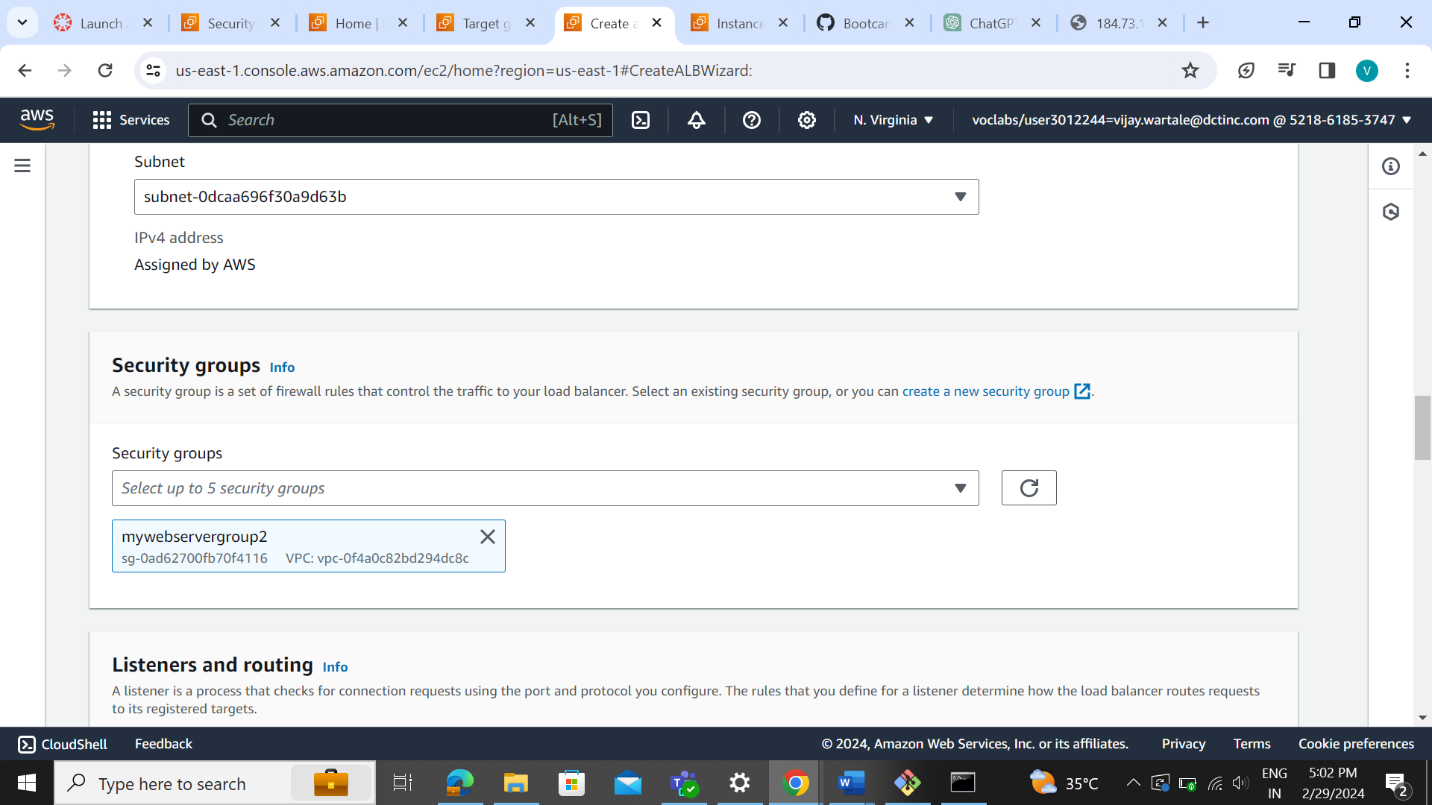 Launch
Security
Home |
Target g
Create a
Instance
Bootcam
ChatGPT
184.73.1
us-east-1.console.aws.amazon.com/ec2/home?region=us-east-1#CreateALBWizard:
V
aws
Services
Search
[Alt+S]
N. Virginia
voclabs/user3012244=vijay.wartale@dctinc.com @ 5218-6185-3747
Subnet
subnet-0dcaa696f30a9d63b
IPv4 address
Assigned by AWS
Security groups Info
A security group is a set of firewall rules that control the traffic to your load balancer. Select an existing security group, or you can create a new security group.
Security groups
Select up to 5 security groups
mywebservergroup2
sg-0ad62700fb70f4116 VPC: vpc-0f4a0c82bd294dc8c
Listeners and routing Info
A listener is a process that checks for connection requests using the port and protocol you configure. The rules that you define for a listener determine how the load balancer routes requests
to its registered targets.
CloudShell
Feedback
© 2024, Amazon Web Services, Inc. or its affiliates.
Privacy
Terms
Cookie preferences
Type here to search
35°C
ENG
IN
5:02 PM
2/29/2024
2